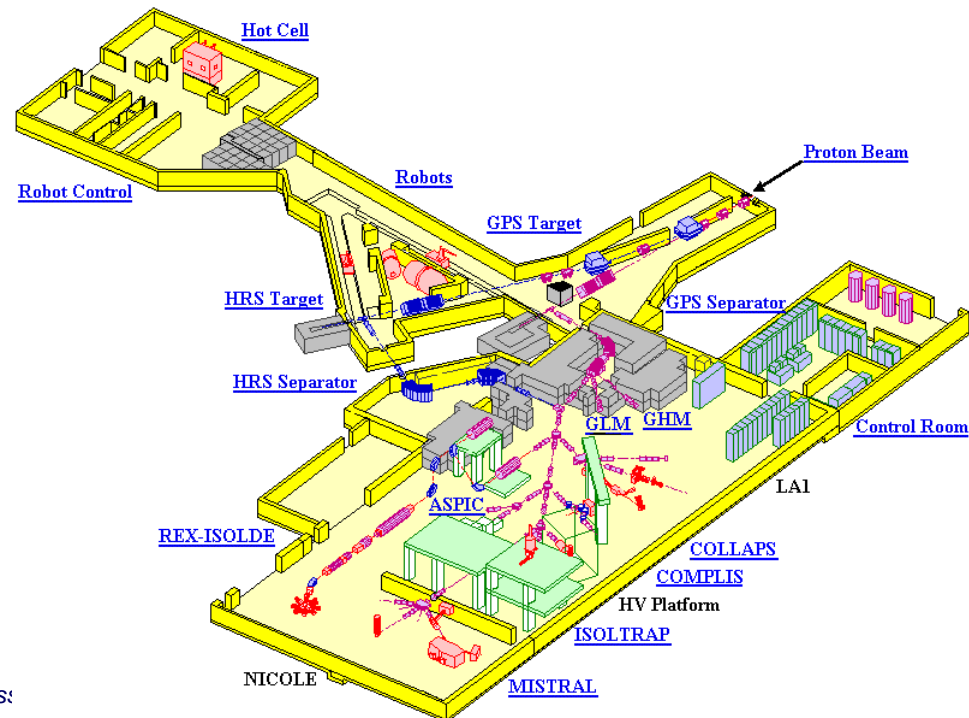 Hot Cell
Proton Beam
Robots
Robot Control
GPS Target
HRS Target
GPS Separator
HRS Separator
GLM
GHM
Control Room
LA1
ASPIC
REX-ISOLDE
COLLAPS
COMPLIS
HV Platform
ISOLTRAP
NICOLE
MISTRAL